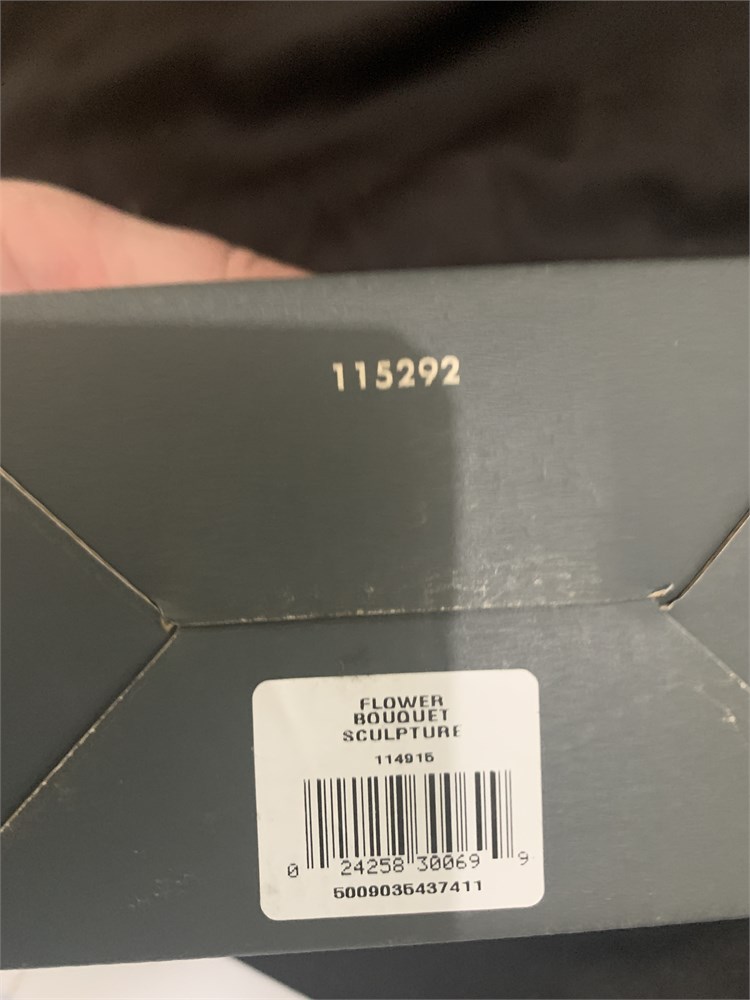 115292
FLOWER
BOUQUET
SCULPTURE
114915
0 24258 30069 9
5009035437411